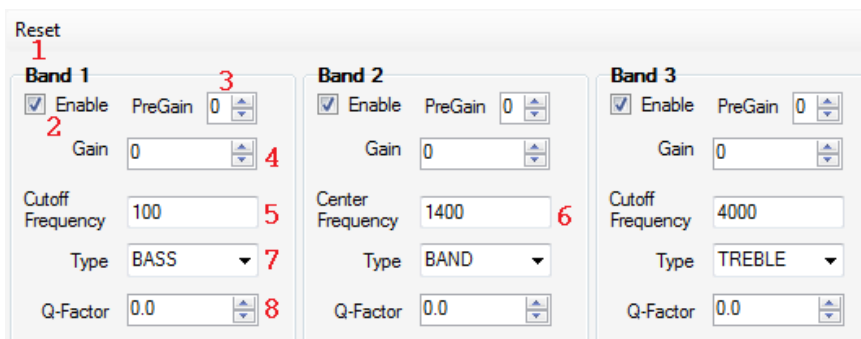 Reset
1
Band 1 Band 2 Band 3
3
Enable PreGain 0 Enable PreGain 0 Enable PreGain 0
2
Gain 0 4 Gain 0 Gain 0
Cutoff Center Cutoff
Frequency 100 5 Frequency 1400 6 Frequency 4000
Type BASS 7 Type BAND Type TREBLE
Q-Factor 0.0 8 Q-Factor 0.0 Q-Factor 0.0